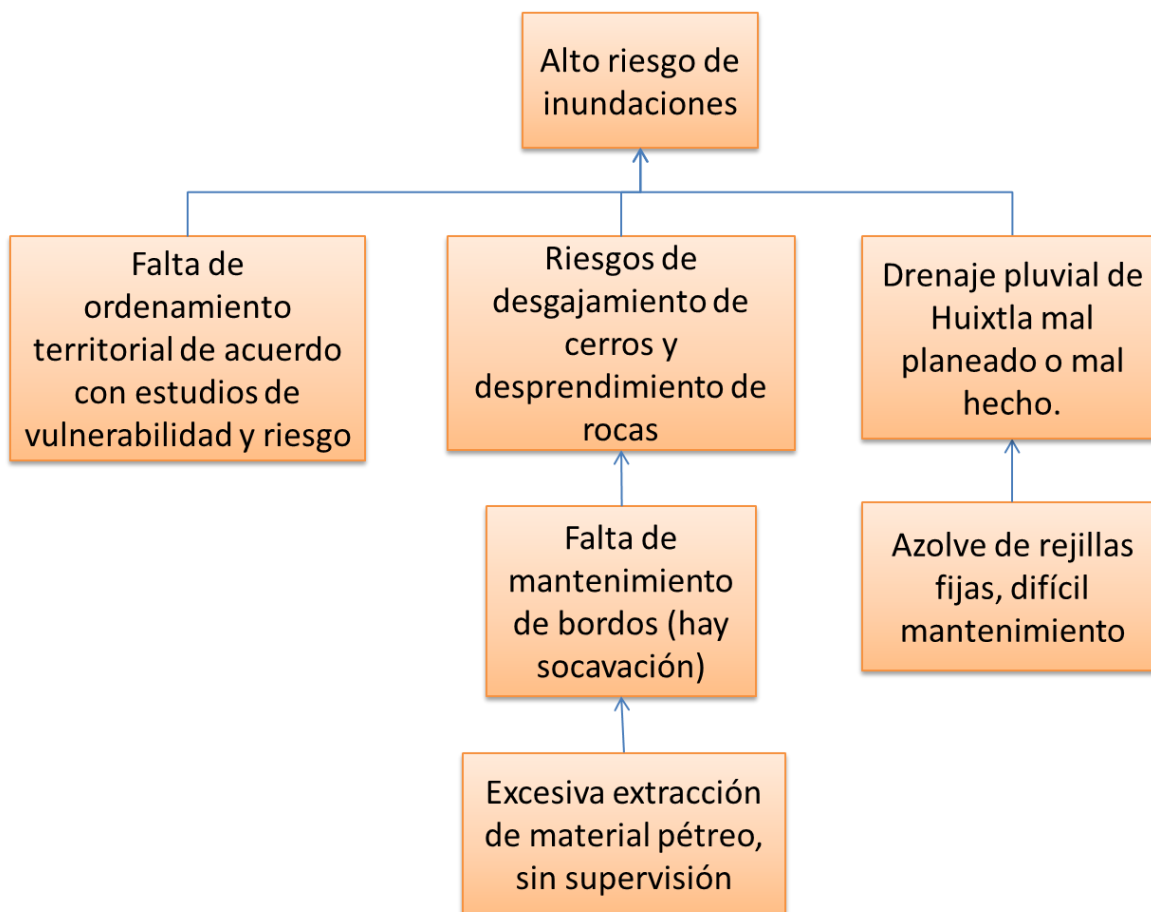 Alto riesgo de
inundaciones
Falta de
ordenamiento
territorial de acuerdo
con estudios de
vulnerabilidad y riesgo
Riesgos de
desgajamiento de
cerros y
desprendimiento de
rocas
Drenaje pluvial de
Huixtla mal
planeado o mal
hecho.
Falta de
mantenimiento
de bordos (hay
socavación)
Azolve de rejillas
fijas, difícil
mantenimiento
Excesiva extracción
de material pétreo,
sin supervisión